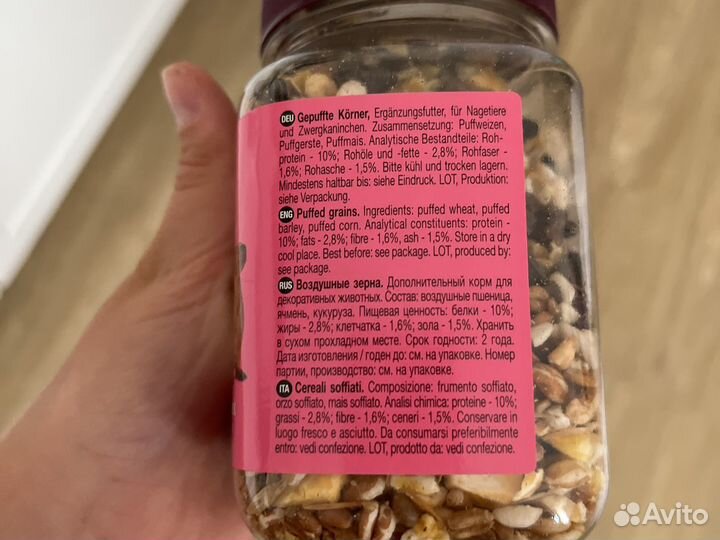 DEU Gepuffte Körner, Ergänzungsfutter, für Nagetiere
und Zwergkaninchen. Zusammensetzung: Puffweizen,
Puffgerste, Puffmais. Analytische Bestandteile: Roh-
protein - 10%; Rohöle und -fette - 2,8%; Rohfaser -
1,6%; Rohasche - 1,5%. Bitte kühl und trocken lagern.
Mindestens haltbar bis: siehe Eindruck. LOT, Produktion:
siehe Verpackung.
ENG Puffed grains. Ingredients: puffed wheat, puffed
barley, puffed corn. Analytical constituents: protein -
10%; fats - 2,8%; fibre - 1,6%, ash - 1,5%. Store in a dry
cool place. Best before: see package. LOT, produced by:
see package.
RUS Воздушные зерна. Дополнительный корм для
декоративных животных. Состав: воздушные пшеница,
ячмень, кукуруза. Пищевая ценность: белки - 10%;
жиры - 2,8%; клетчатка - 1,6%; зола - 1,5%. Хранить
в сухом прохладном месте. Срок годности: 2 года.
Дата изготовления / годен до: см. на упаковке. Номер
партии, производство: см. на упаковке.
ITA Cereali soffiati. Composizione: frumento soffiato,
orzo soffiato, mais soffiato. Analisi chimica: proteine - 10%;
grassi - 2,8%; fibre - 1,6%; ceneri - 1,5%. Conservare in
luogo fresco e asciutto. Da consumarsi preferibilmente
entro: vedi confezione. LOT, prodotto da: vedi confezione.
Avito